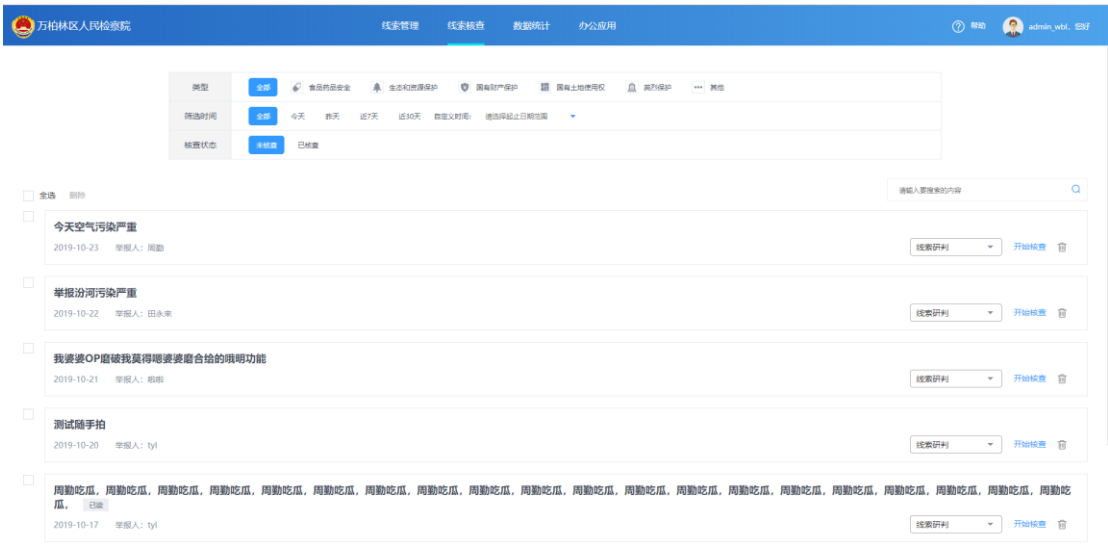 万柏林区人民检察院 线索管理 线索核查 数据统计 办公应用 帮助 admin_wbl，您好
类型 全部 食品药品安全 生态和资源保护 国有财产保护 国有土地使用权 英烈保护 其他
筛选时间 全部 今天 昨天 近7天 近30天 自定义时间： 请选择起止日期范围
核查状态 未核查 已核查
全选 删除 请输入要搜索的内容
今天空气污染严重
2019-10-23 举报人：周勤 线索研判 开始核查
举报汾河污染严重
2019-10-22 举报人：田永来 线索研判 开始核查
我婆婆OP磨破我莫得嗯婆婆磨合给的哦明功能
2019-10-21 举报人：啦啦 线索研判 开始核查
测试随手拍
2019-10-20 举报人：tyl 线索研判 开始核查
周勤吃瓜，周勤吃瓜，周勤吃瓜，周勤吃瓜，周勤吃瓜，周勤吃瓜，周勤吃瓜，周勤吃瓜，周勤吃瓜，周勤吃瓜，周勤吃瓜，周勤吃瓜，周勤吃瓜，周勤吃瓜，周勤吃瓜，周勤吃瓜，周勤吃瓜，周勤吃瓜，周勤吃瓜，周勤吃
瓜，
2019-10-17 举报人：tyl 线索研判 开始核查